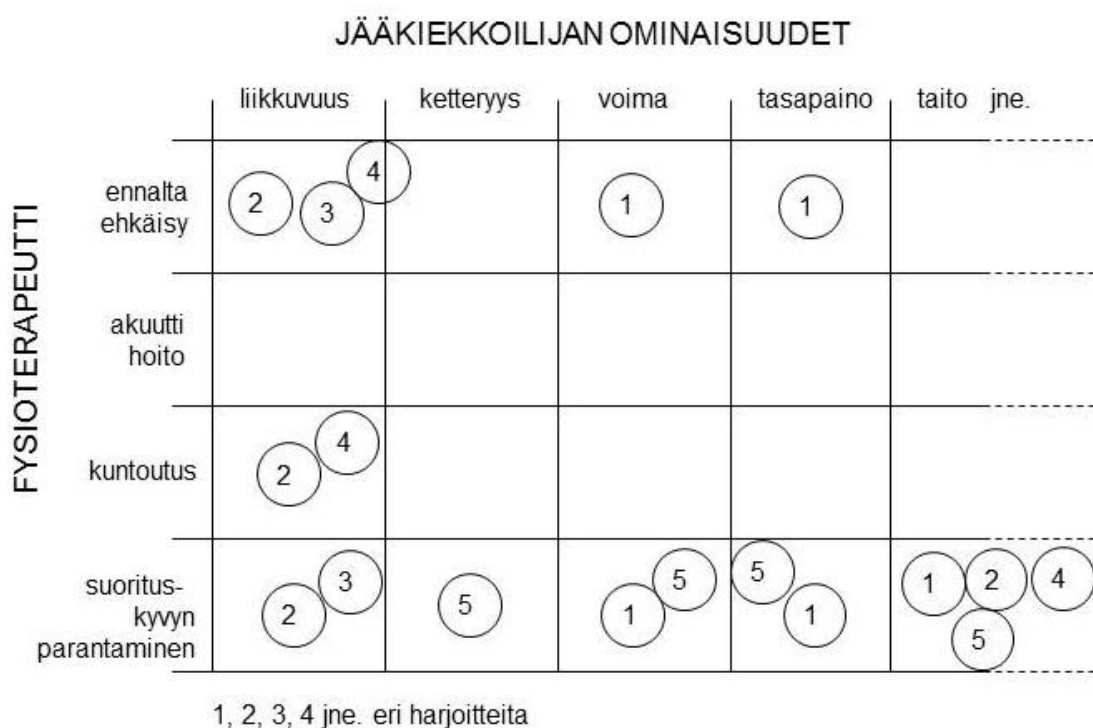 JÄÄKIEKKOILIJAN OMINAISUUDET
liikkuvuus ketteryys voima tasapaino taito jne.
FYSIOTERAPEUTTI
ennalta
ehkäisy
2 3 4 1 1
akuutti
hoito
kuntoutus
2 4
suoritus-
kyvyn
parantaminen
2 3 5 1 5 5 1 1 2 4 5
1, 2, 3, 4 jne. eri harjoitteita